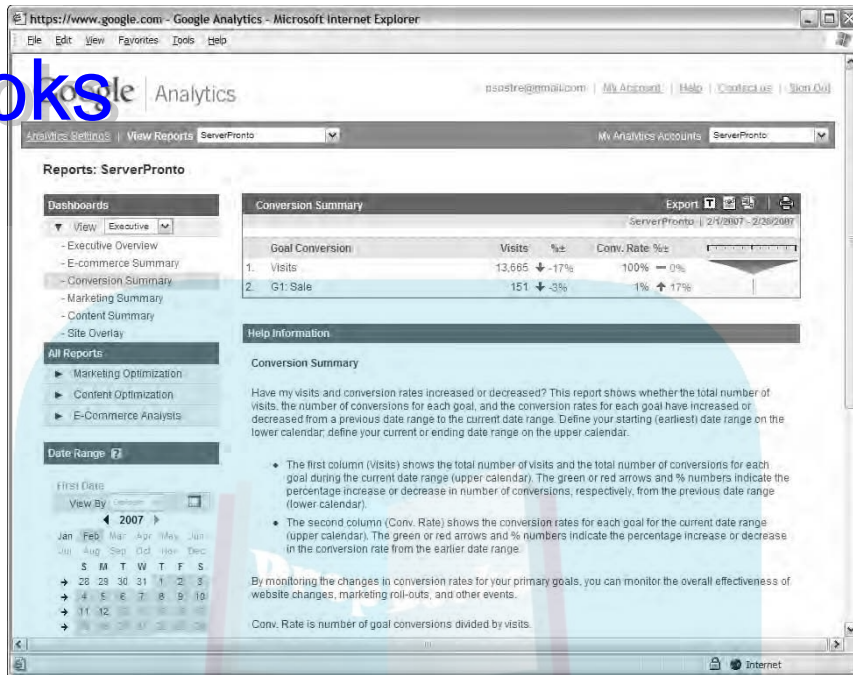 https://www.google.com - Google Analytics - Microsoft Internet Explorer
File Edit View Favorites Tools Help
oks
Google Analytics
My Account | Help | Contact us | Sign Out
Analytics Settings | View Reports ServerPronto My Analytics Accounts ServerPronto
Reports: ServerPronto
Dashboards
View Executive
- Executive Overview
- E-commerce Summary
- Conversion Summary
- Marketing Summary
- Content Summary
- Site Overlay
All Reports
Marketing Optimization
Content Optimization
E-Commerce Analysis
Date Range ?
First Date
View By
2007
Jan Feb Mar Apr May Jun
Jul Aug Sep Oct Nov Dec
S M T W T F S
28 29 30 31 1 2 3
4 5 6 7 8 9 10
11 12
Conversion Summary Export T
ServerPronto | 2/1/2007 - 2/28/2007
Goal Conversion Visits %± Conv. Rate %±
1. Visits 13,665 -17% 100% 0%
2. G1: Sale 151 -3% 1% 17%
Help Information
Conversion Summary
Have my visits and conversion rates increased or decreased? This report shows whether the total number of
visits, the number of conversions for each goal, and the conversion rates for each goal have increased or
decreased from a previous date range to the current date range. Define your starting (earliest) date range on the
lower calendar; define your current or ending date range on the upper calendar.
• The first column (Visits) shows the total number of visits and the total number of conversions for each
goal during the current date range (upper calendar). The green or red arrows and % numbers indicate the
percentage increase or decrease in number of conversions, respectively, from the previous date range
(lower calendar).
• The second column (Conv. Rate) shows the conversion rates for each goal for the current date range
(upper calendar). The green or red arrows and % numbers indicate the percentage increase or decrease
in the conversion rate from the earlier date range.
By monitoring the changes in conversion rates for your primary goals, you can monitor the overall effectiveness of
website changes, marketing roll-outs, and other events.
Conv. Rate is number of goal conversions divided by visits.
Internet